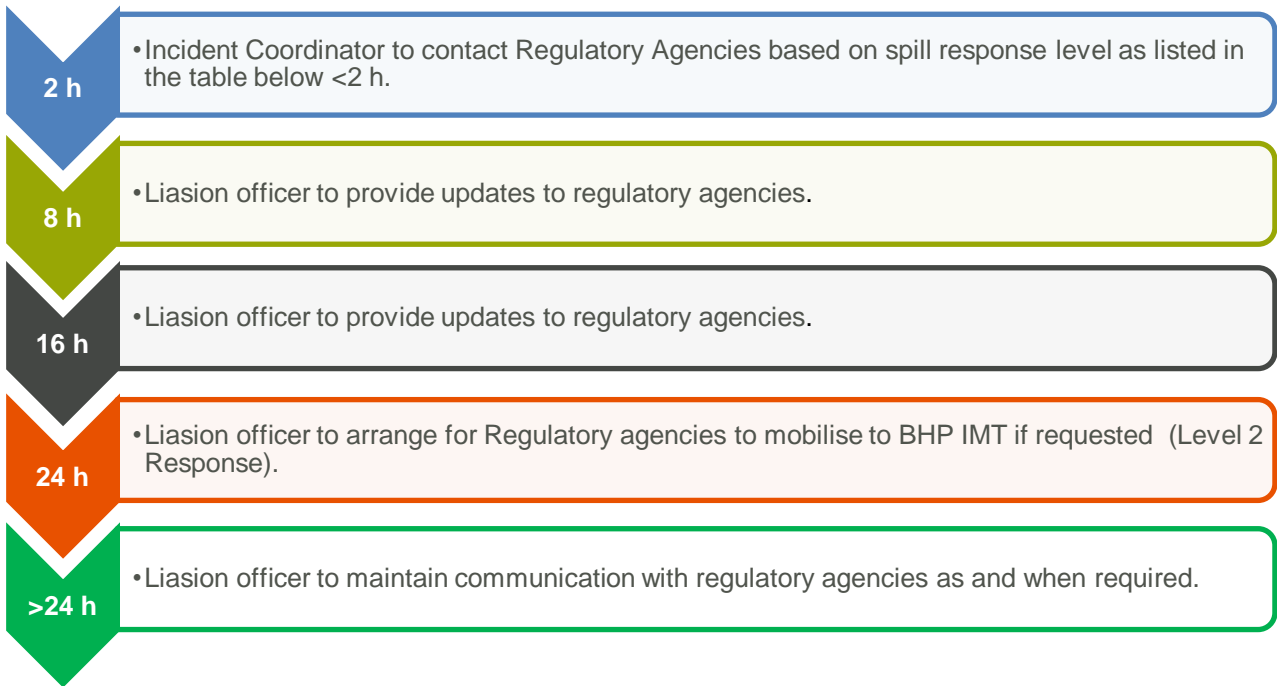 2 h
•Incident Coordinator to contact Regulatory Agencies based on spill response level as listed in
the table below <2 h.
8 h
•Liasion officer to provide updates to regulatory agencies.
16 h
•Liasion officer to provide updates to regulatory agencies.
24 h
•Liasion officer to arrange for Regulatory agencies to mobilise to BHP IMT if requested (Level 2
Response).
>24 h
•Liasion officer to maintain communication with regulatory agencies as and when required.